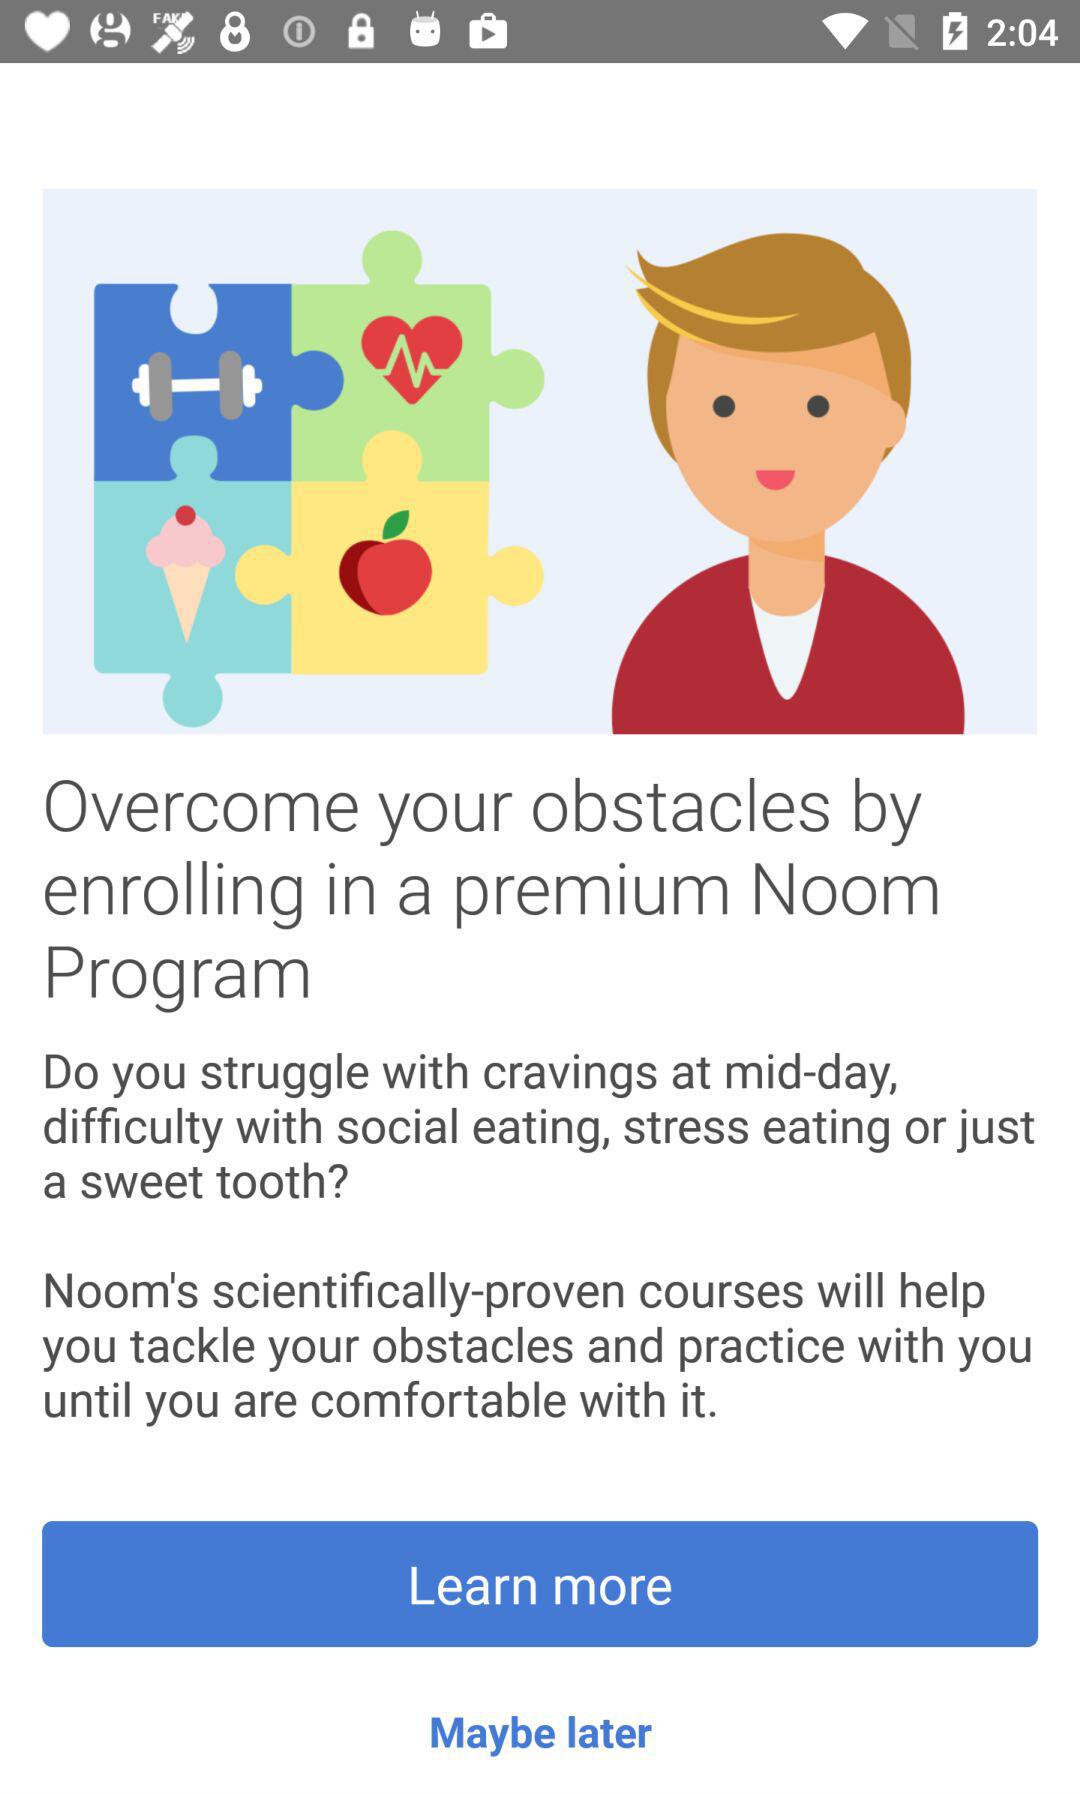 FAKE
2:04
Overcome your obstacles by
enrolling in a premium Noom
Program
Do you struggle with cravings at mid-day,
difficulty with social eating, stress eating or just
a sweet tooth?
Noom's scientifically-proven courses will help
you tackle your obstacles and practice with you
until you are comfortable with it.
Learn more
Maybe later